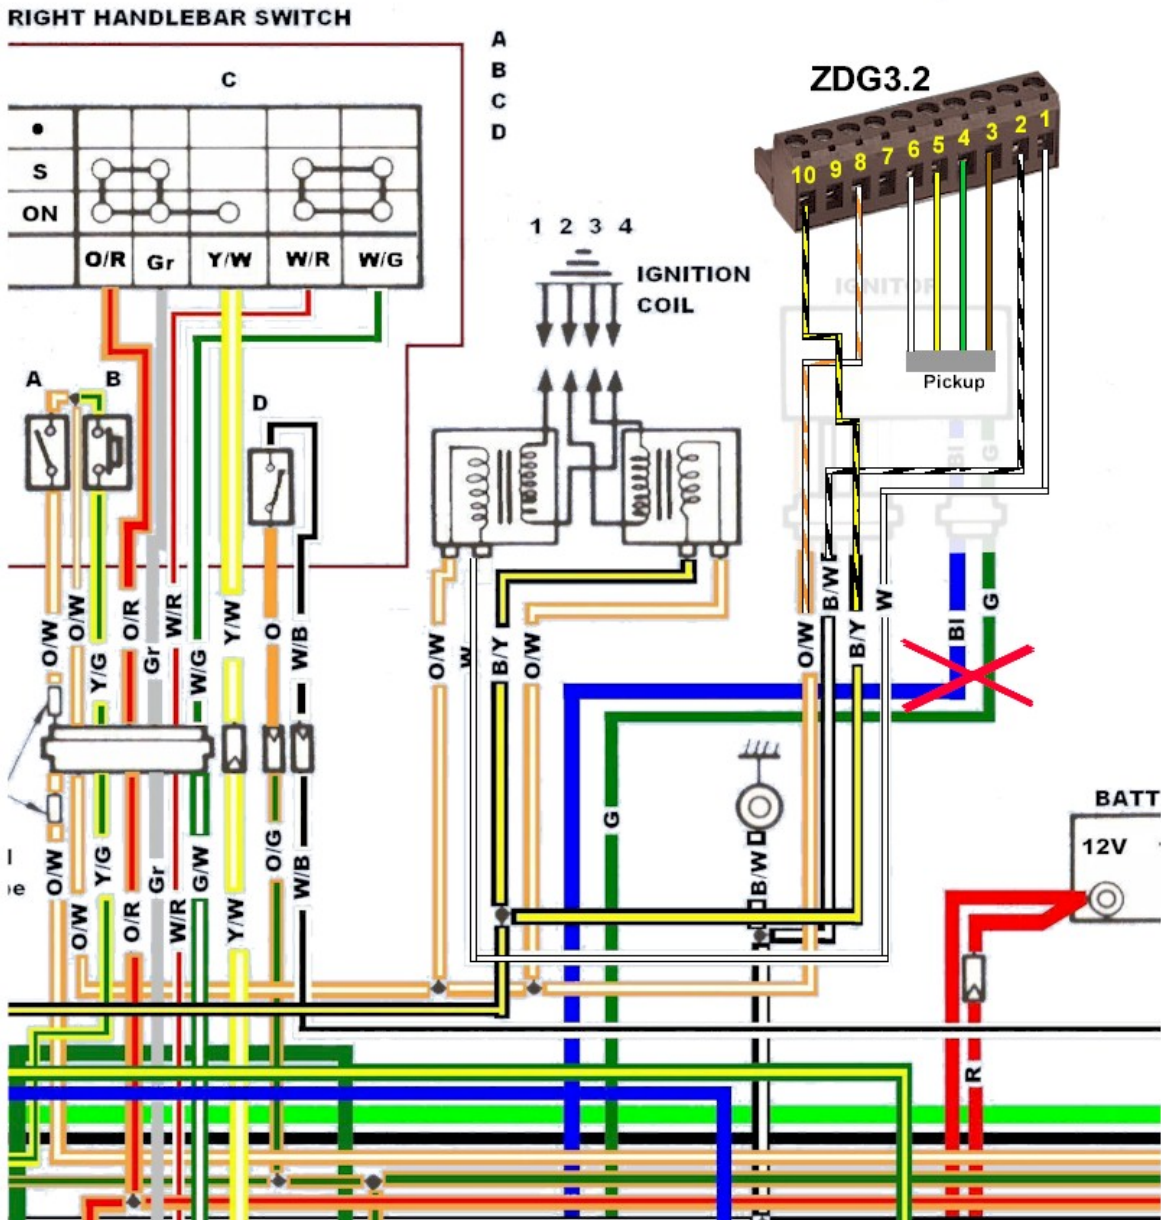 RIGHT HANDLEBAR SWITCH
A
B
C
D
ZDG3.2
C
S
ON
O/R Gr Y/W W/R W/G
10 9 8 7 6 5 4 3 2 1
1 2 3 4
IGNITION
COIL
IGNITOR
Pickup
A B
D
Bl G
O/W O/W Y/G O/R Gr W/R W/G Y/W O W/B
O/W W B/Y O/W
O/W B/W B/Y W Bl G
G
B/W
BATT
12V
O/W O/W Y/G O/R Gr W/R G/W Y/W O/G W/B
R